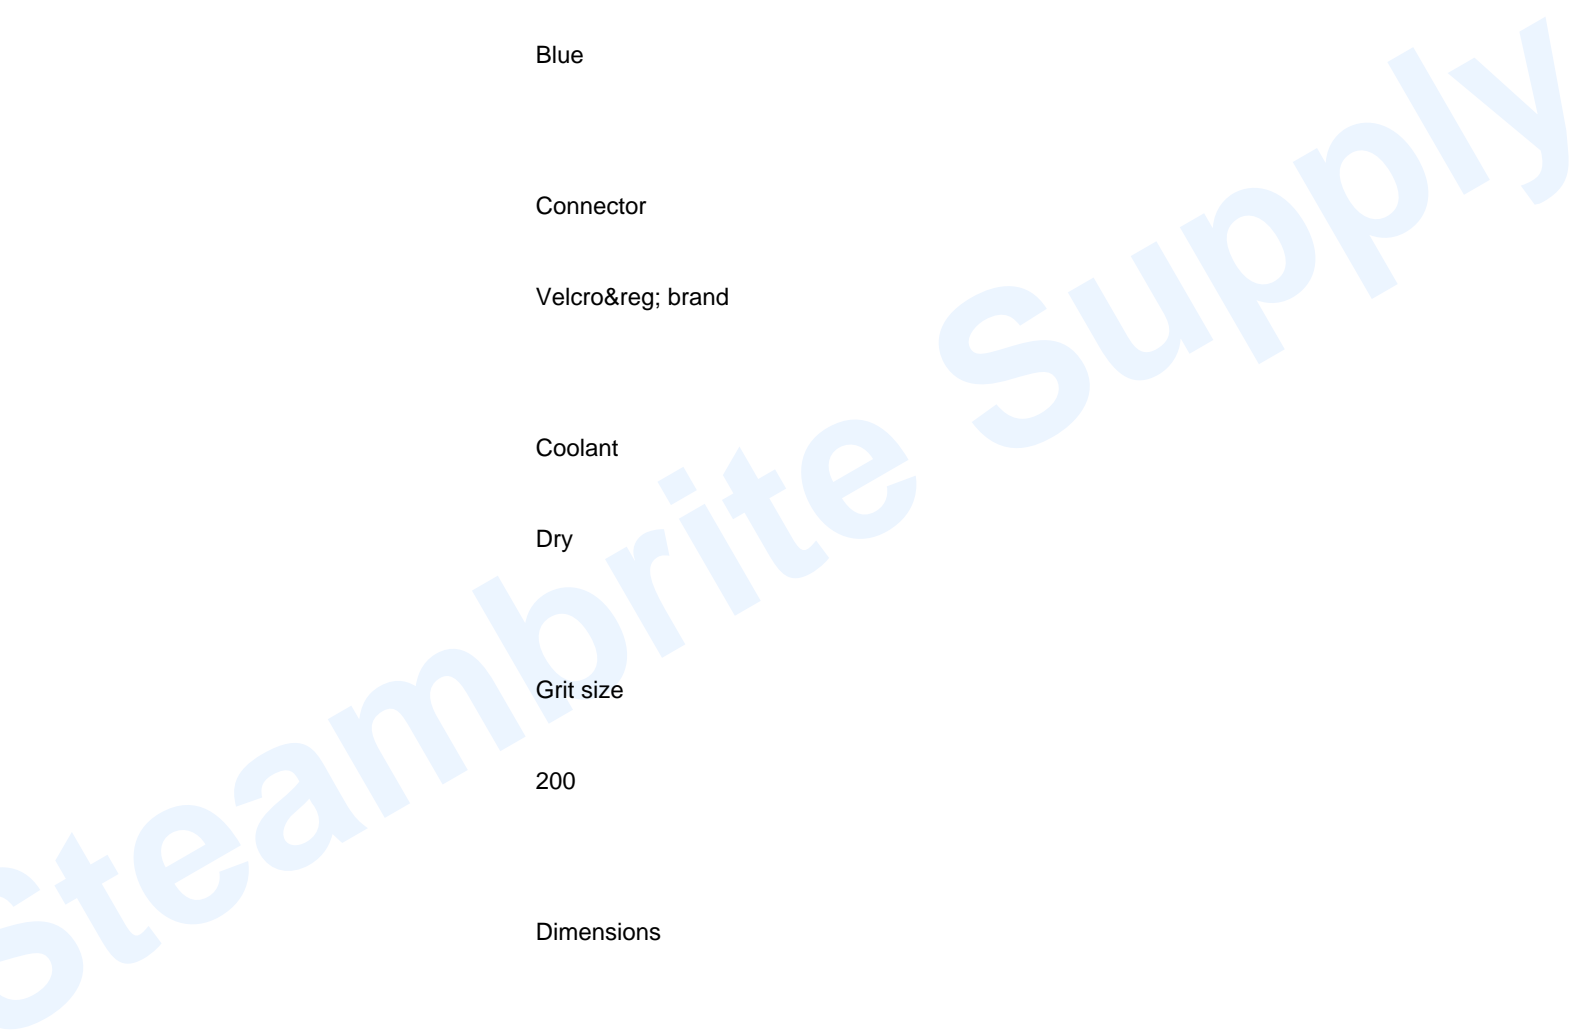 Blue
Connector
Velcro&reg; brand
Coolant
Dry
Grit size
200
Dimensions
Steambrite Supply